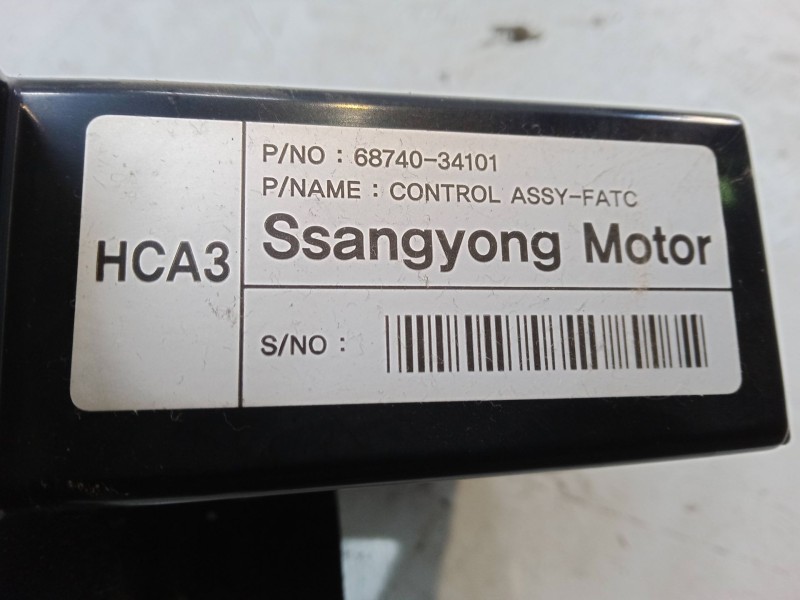 HCA3
P/NO : 68740-34101
P/NAME : CONTROL ASSY-FATC
Ssangyong Motor
S/NO :